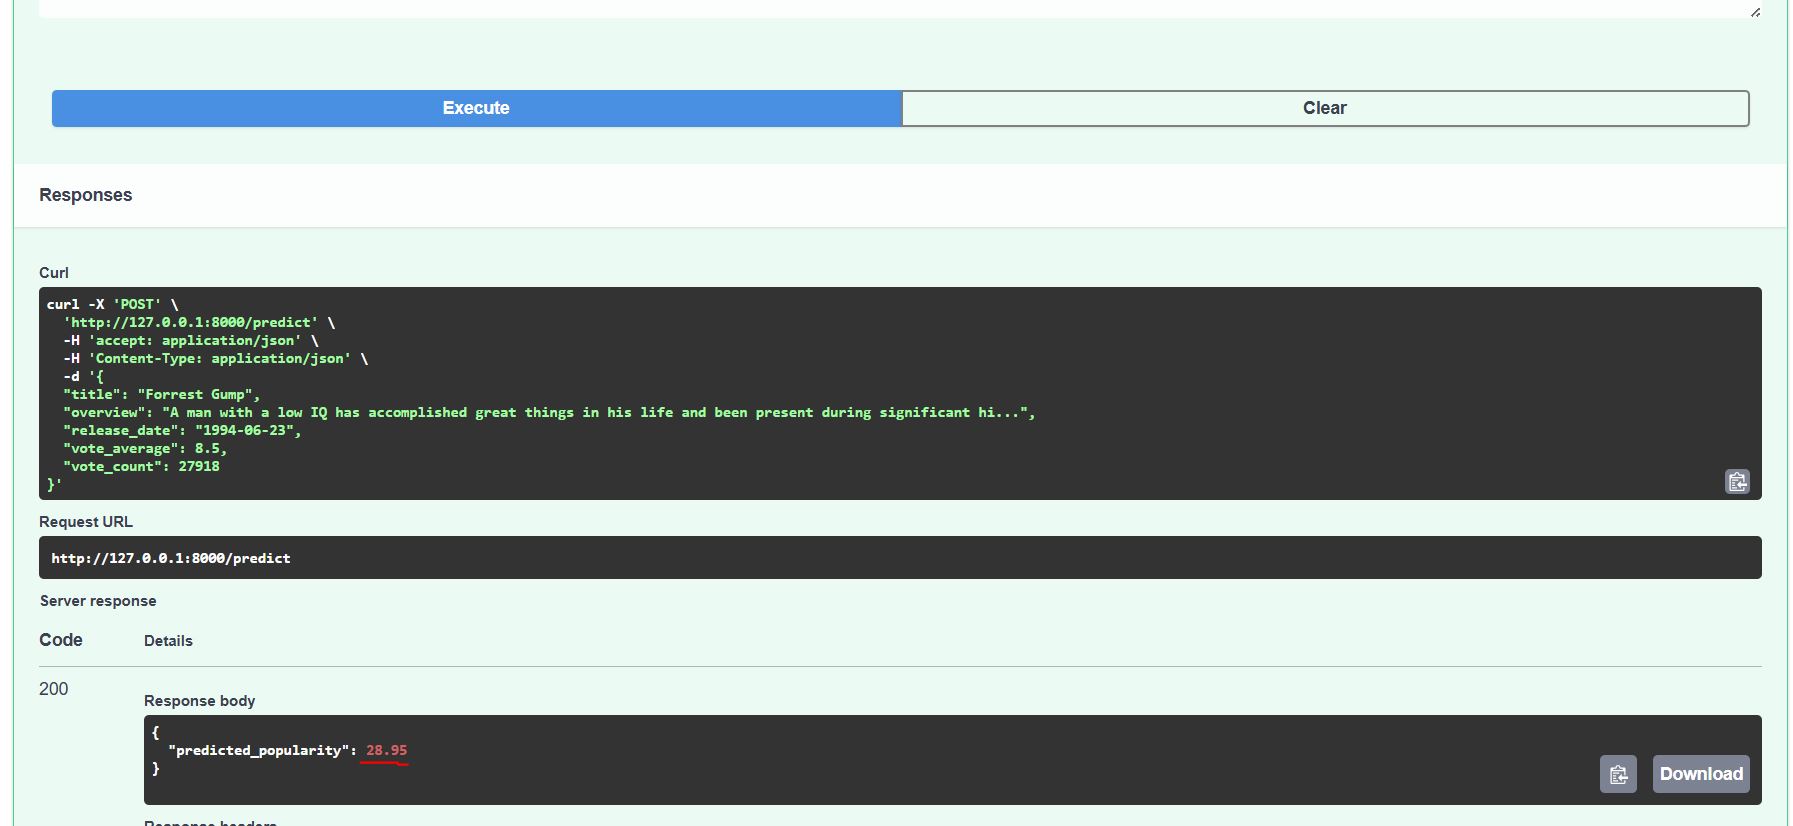 Execute
Clear
Responses
Curl
curl -X 'POST' \
  'http://127.0.0.1:8000/predict' \
  -H 'accept: application/json' \
  -H 'Content-Type: application/json' \
  -d '{
  "title": "Forrest Gump",
  "overview": "A man with a low IQ has accomplished great things in his life and been present during significant hi...",
  "release_date": "1994-06-23",
  "vote_average": 8.5,
  "vote_count": 27918
}'
Request URL
http://127.0.0.1:8000/predict
Server response
Code Details
200
Response body
{
  "predicted_popularity": 28.95
}
Download
Response headers